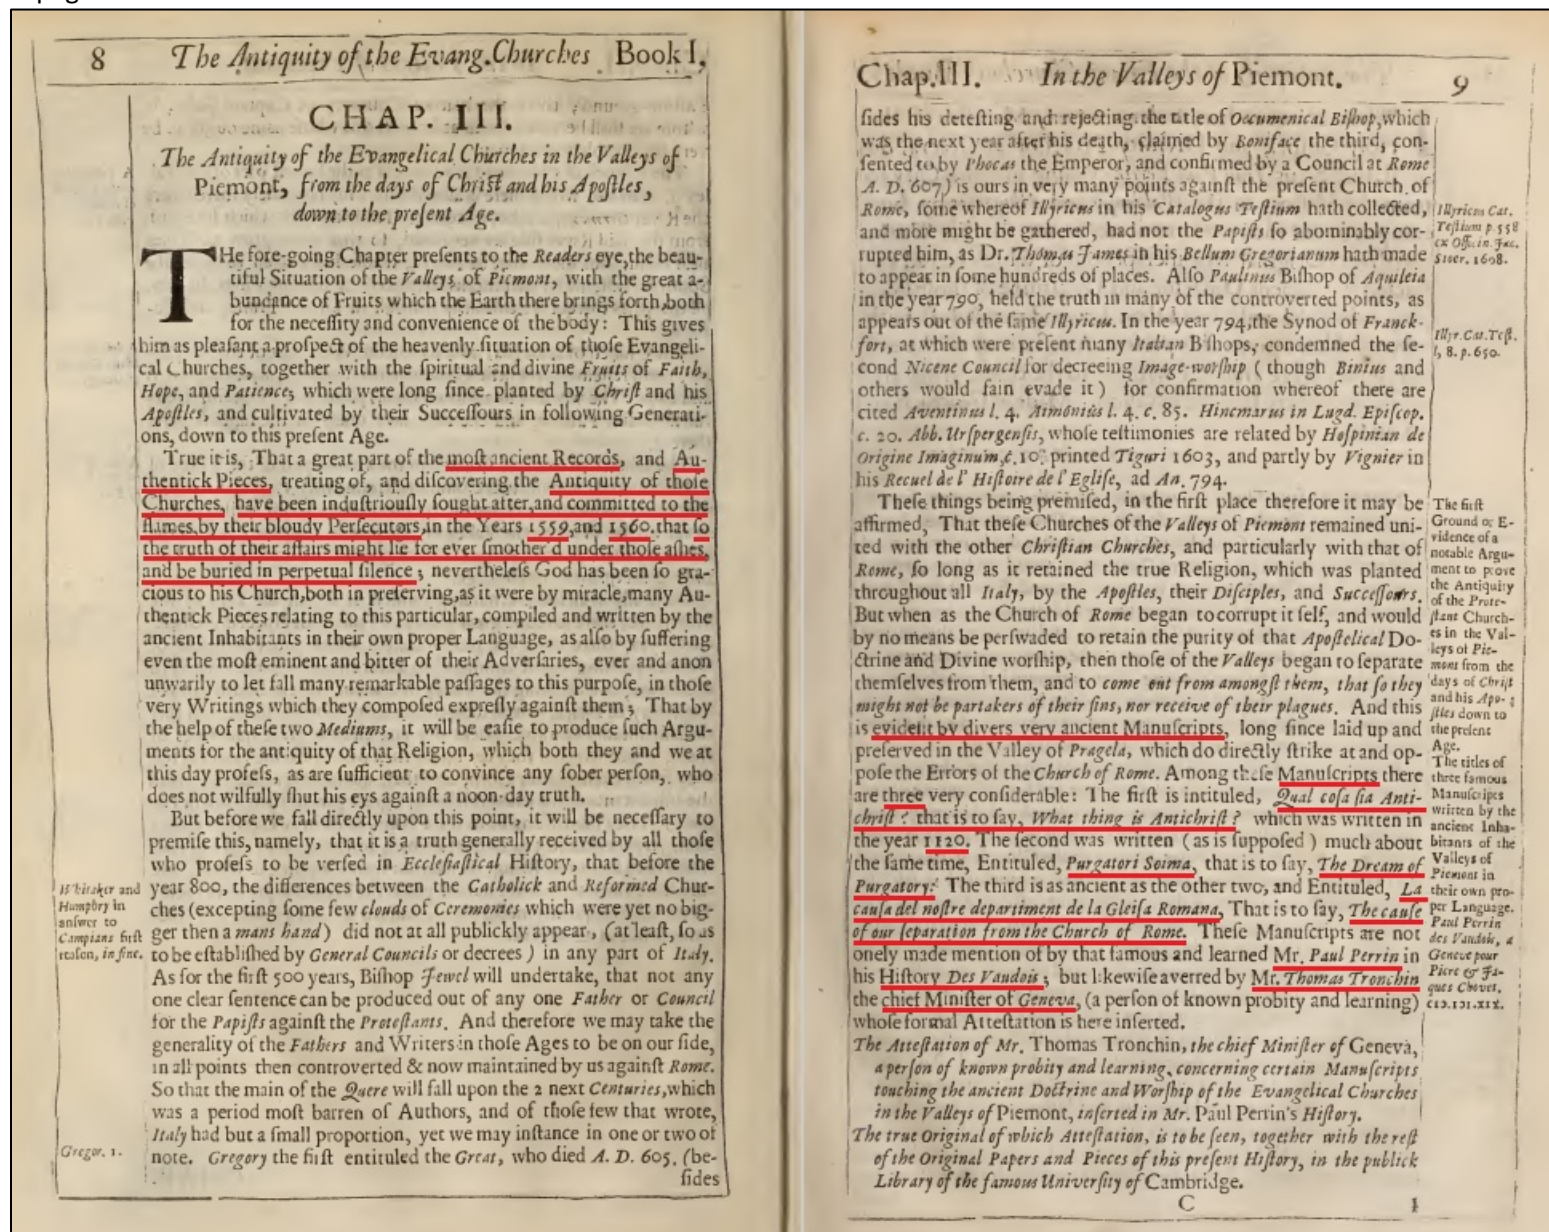 8 The Antiquity of the Evang. Churches Book I,
CHAP. III.
The Antiquity of the Evangelical Churches in the Valleys of
Piemont, from the days of Chriſt and his Apoſtles,
down to the preſent Age.
THe fore-going Chapter preſents to the Readers eye, the beau-
tiful Situation of the Valleys of Piemont, with the great a-
bundance of Fruits which the Earth there brings forth, both
for the neceſſity and convenience of the body: This gives
him as pleaſant a proſpect of the heavenly ſituation of thoſe Evangeli-
cal Churches, together with the ſpiritual and divine Fruits of Faith,
Hope, and Patience, which were long ſince planted by Chriſt and his
Apoſtles, and cultivated by their Succeſſours in following Generati-
ons, down to this preſent Age.
True it is, That a great part of the moſt ancient Records, and Au-
thentick Pieces, treating of, and diſcovering the Antiquity of thoſe
Churches, have been induſtriouſly ſought after, and committed to the
flames, by their bloudy Perſecutors, in the Years 1559, and 1560. that ſo
the truth of their affairs might lie for ever ſmother'd under thoſe aſhes,
and be buried in perpetual ſilence; nevertheleſs God has been ſo gra-
cious to his Church, both in preſerving, as it were by miracle, many Au-
thentick Pieces relating to this particular, compiled and written by the
ancient Inhabitants in their own proper Language, as alſo by ſuffering
even the moſt eminent and bitter of their Adverſaries, ever and anon
unwarily to let fall many remarkable paſſages to this purpoſe, in thoſe
very Writings which they compoſed expreſly againſt them; That by
the help of theſe two Mediums, it will be eaſie to produce ſuch Argu-
ments for the antiquity of that Religion, which both they and we at
this day profeſs, as are ſufficient to convince any ſober perſon, who
does not wilfully ſhut his eys againſt a noon-day truth.
But before we fall directly upon this point, it will be neceſſary to
premiſe this, namely, that it is a truth generally received by all thoſe
who profeſs to be verſed in Eccleſiaſtical Hiſtory, that before the
year 800, the differences between the Catholick and Reformed Chur-
ches (excepting ſome few clouds of Ceremonies which were yet no big-
ger then a mans hand) did not at all publickly appear, (at leaſt, ſo as
to be eſtabliſhed by General Councils or decrees) in any part of Italy.
As for the firſt 500 years, Biſhop Jewel will undertake, that not any
one clear ſentence can be produced out of any one Father or Council
for the Papiſts againſt the Proteſtants. And therefore we may take the
generality of the Fathers and Writers in thoſe Ages to be on our ſide,
in all points then controverted & now maintained by us againſt Rome.
So that the main of the Quere will fall upon the 2 next Centuries, which
was a period moſt barren of Authors, and of thoſe few that wrote,
Italy had but a ſmall proportion, yet we may inſtance in one or two of
note. Gregory the firſt entituled the Great, who died A. D. 605. (be-
ſides
Whitaker and
Humphry in
anſwer to
Campians firſt
reaſon, in fine.
Gregor. 1.
Chap. III. In the Valleys of Piemont. 9
ſides his deteſting and rejecting the title of Oecumenical Biſhop, which
was the next year after his death, claimed by Boniface the third, con-
ſented to by Phocas the Emperor, and confirmed by a Council at Rome
A. D. 607) is ours in very many points againſt the preſent Church of
Rome, ſome whereof Illyricus in his Catalogus Teſtium hath collected,
and more might be gathered, had not the Papiſts ſo abominably cor-
rupted him, as Dr. Thomas James in his Bellum Gregorianum hath made
to appear in ſome hundreds of places. Alſo Paulinus Biſhop of Aquileia
in the year 790, held the truth in many of the controverted points, as
appears out of the ſame Illyricus. In the year 794, the Synod of Franck-
fort, at which were preſent many Italian Biſhops, condemned the ſe-
cond Nicene Council for decreeing Image-worſhip (though Binius and
others would fain evade it) for confirmation whereof there are
cited Aventinus l. 4. Aimonius l. 4. c. 85. Hincmarus in Lugd. Epiſcop.
c. 20. Abb. Urſpergenſis, whoſe teſtimonies are related by Hoſpinian de
Origine Imaginum, c. 10. printed Tiguri 1603, and partly by Vignier in
his Recueil de l' Hiſtoire de l' Egliſe, ad An. 794.
Theſe things being premiſed, in the firſt place therefore it may be
affirmed, That theſe Churches of the Valleys of Piemont remained uni-
ted with the other Chriſtian Churches, and particularly with that of
Rome, ſo long as it retained the true Religion, which was planted
throughout all Italy, by the Apoſtles, their Diſciples, and Succeſſours.
But when as the Church of Rome began to corrupt it ſelf, and would
by no means be perſwaded to retain the purity of that Apoſtelical Do-
ctrine and Divine worſhip, then thoſe of the Valleys began to ſeparate
themſelves from them, and to come out from amongſt them, that ſo they
might not be partakers of their ſins, nor receive of their plagues. And this
is evident by divers very ancient Manuſcripts, long ſince laid up and
preſerved in the Valley of Pragela, which do directly ſtrike at and op-
poſe the Errors of the Church of Rome. Among theſe Manuſcripts there
are three very conſiderable: The firſt is intituled, Qual coſa ſia Anti-
chriſt? that is to ſay, What thing is Antichriſt? which was written in
the year 1120. The ſecond was written (as is ſuppoſed) much about
the ſame time, Entituled, Purgatori Soima, that is to ſay, The Dream of
Purgatory: The third is as ancient as the other two, and Entituled, La
cauſa del noſtre departiment de la Gleiſa Romana, That is to ſay, The cauſe
of our ſeparation from the Church of Rome. Theſe Manuſcripts are not
onely made mention of by that famous and learned Mr. Paul Perrin in
his Hiſtory Des Vaudois; but likewiſe averred by Mr. Thomas Tronchin
the chief Miniſter of Geneva, (a perſon of known probity and learning)
whoſe formal Atteſtation is here inſerted.
The Atteſtation of Mr. Thomas Tronchin, the chief Miniſter of Geneva,
a perſon of known probity and learning, concerning certain Manuſcripts
touching the ancient Doctrine and Worſhip of the Evangelical Churches
in the Valleys of Piemont, inſerted in Mr. Paul Perrin's Hiſtory.
The true Original of which Atteſtation, is to be ſeen, together with the reſt
of the Original Papers and Pieces of this preſent Hiſtory, in the publick
Library of the famous Univerſity of Cambridge.
C 1
Illyricus Cat.
Teſtium p. 558
ex Offic in.
1608.
Illyr. Cat. Teſt.
l, 8. p. 650.
The firſt
Ground or E-
vidence of a
notable Argu-
ment to prove
the Antiquity
of the Prote-
ſtant Church-
es in the Val-
leys of Pie-
mont from the
days of Chriſt
and his Apo-
ſtles down to
the preſent
Age.
The titles of
three famous
Manuſcripts
written by the
ancient Inha-
bitants of the
Valleys of
Piemont in
their own pro-
per Language.
Paul Perrin
des Vaudois, a
Geneve pour
Piere & Ja-
ques Chovet.